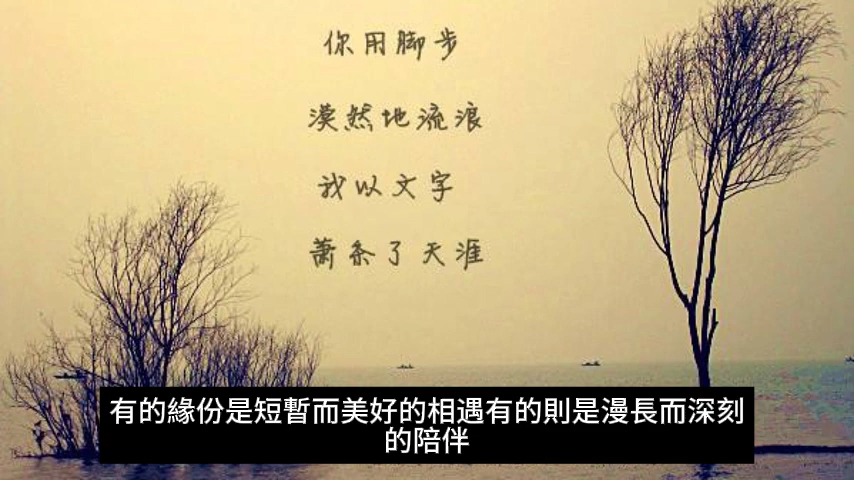 你用脚步
漠然地流浪
我以文字
萧条了天涯
有的緣份是短暫而美好的相遇有的則是漫長而深刻
的陪伴